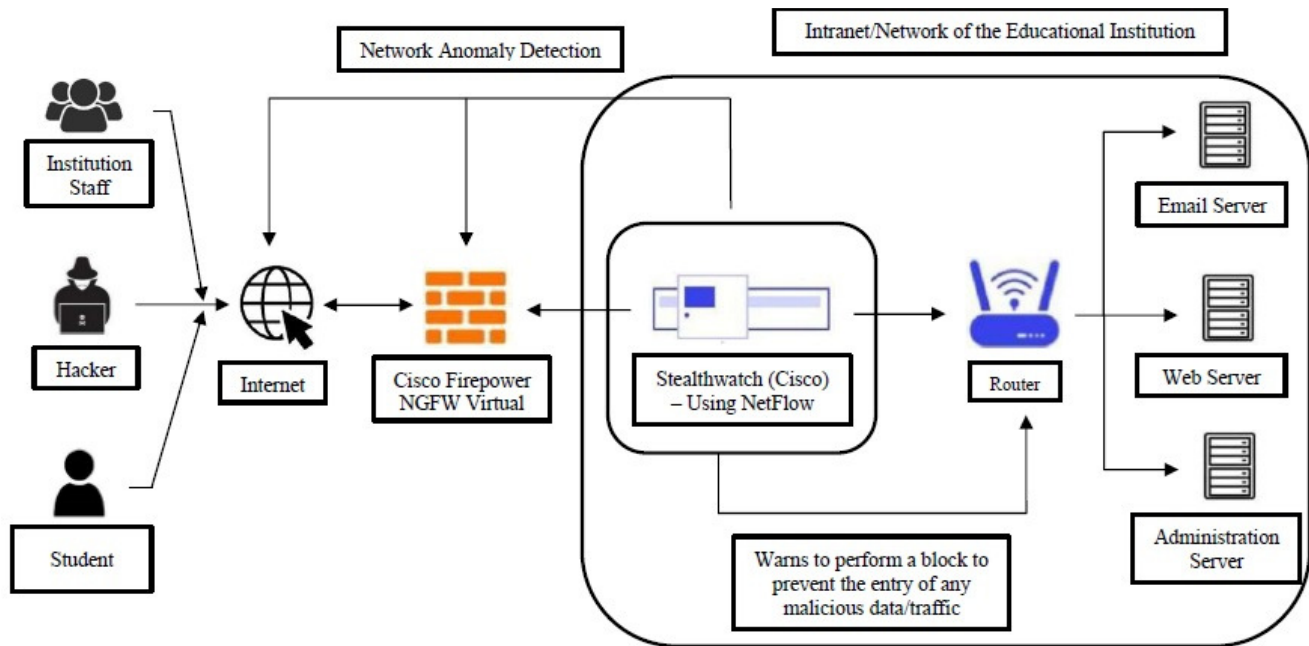 Intranet/Network of the Educational Institution
Network Anomaly Detection
Institution
Staff
Email Server
Hacker
Internet
Cisco Firepower
NGFW Virtual
Stealthwatch (Cisco)
– Using NetFlow
Router
Web Server
Student
Warns to perform a block to
prevent the entry of any
malicious data/traffic
Administration
Server